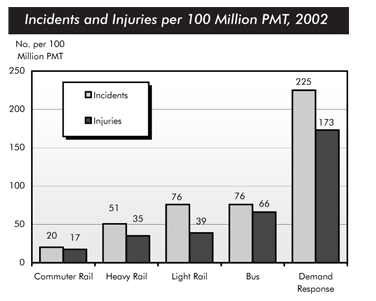 Incidents and Injuries per 100 Million PMT, 2002
No. per 100
Million PMT
250
200
150
100
50
0
Incidents
Injuries
20
17
51
35
76
39
76
66
225
173
Commuter Rail
Heavy Rail
Light Rail
Bus
Demand
Response